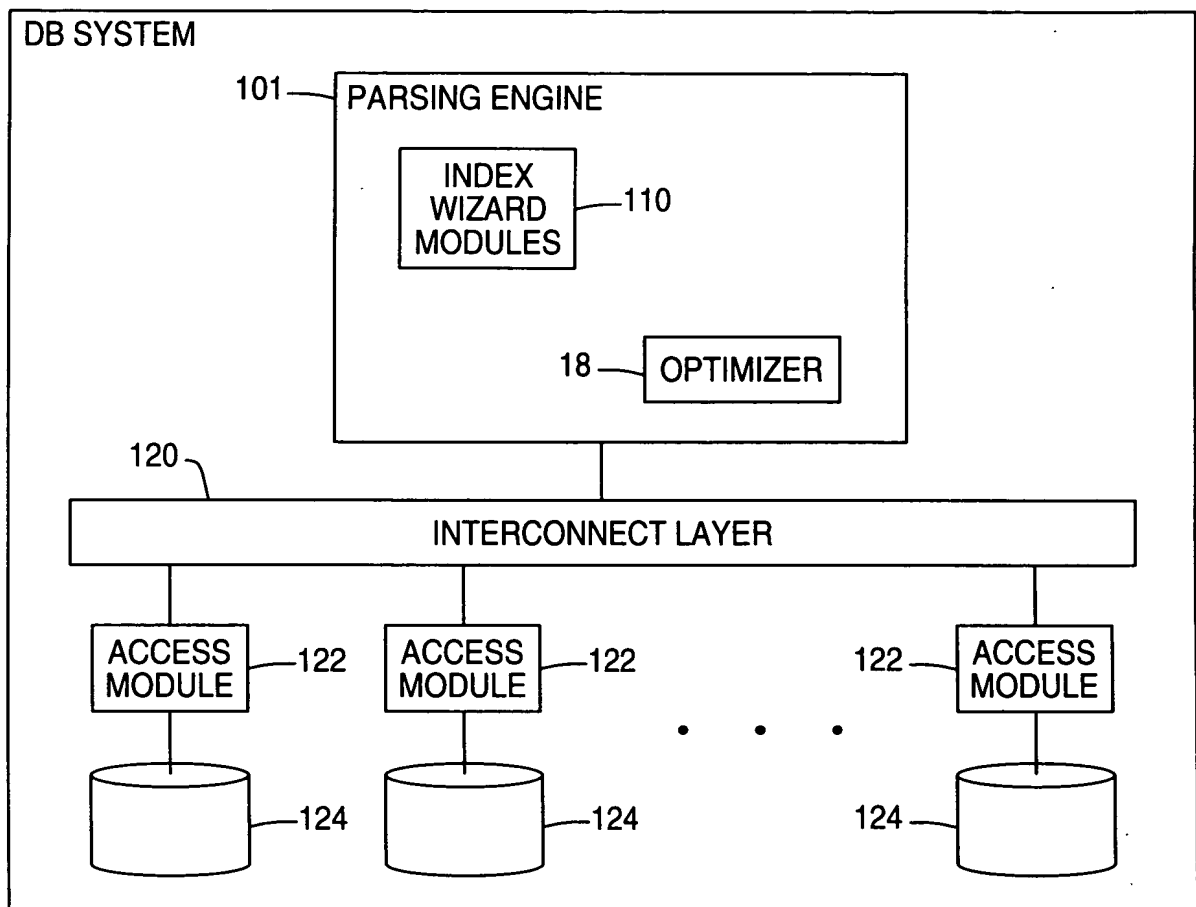 DB SYSTEM
101
PARSING ENGINE
INDEX
WIZARD
MODULES
110
18
OPTIMIZER
120
INTERCONNECT LAYER
ACCESS
MODULE
122
ACCESS
MODULE
122
122
ACCESS
MODULE
124
124
124